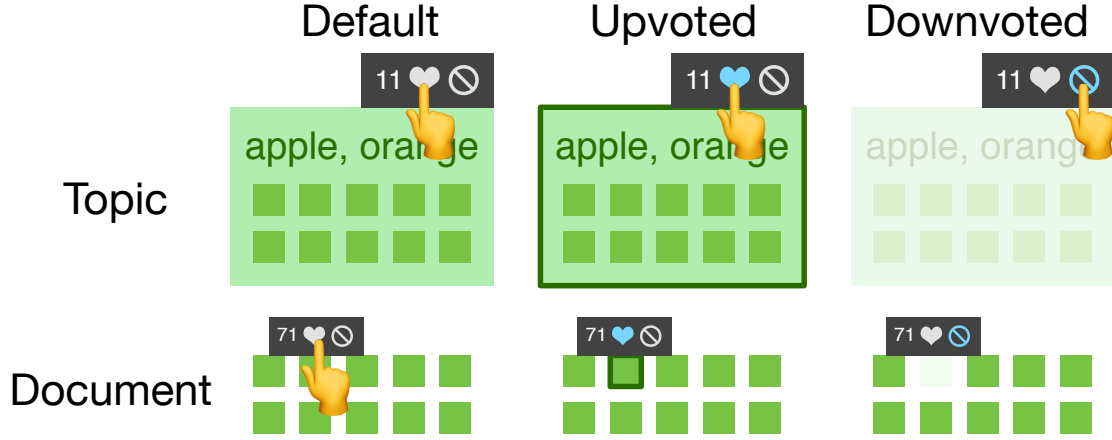 Default Upvoted Downvoted
11 11 11
apple, orange apple, orange apple, orange
Topic
71 71 71
Document